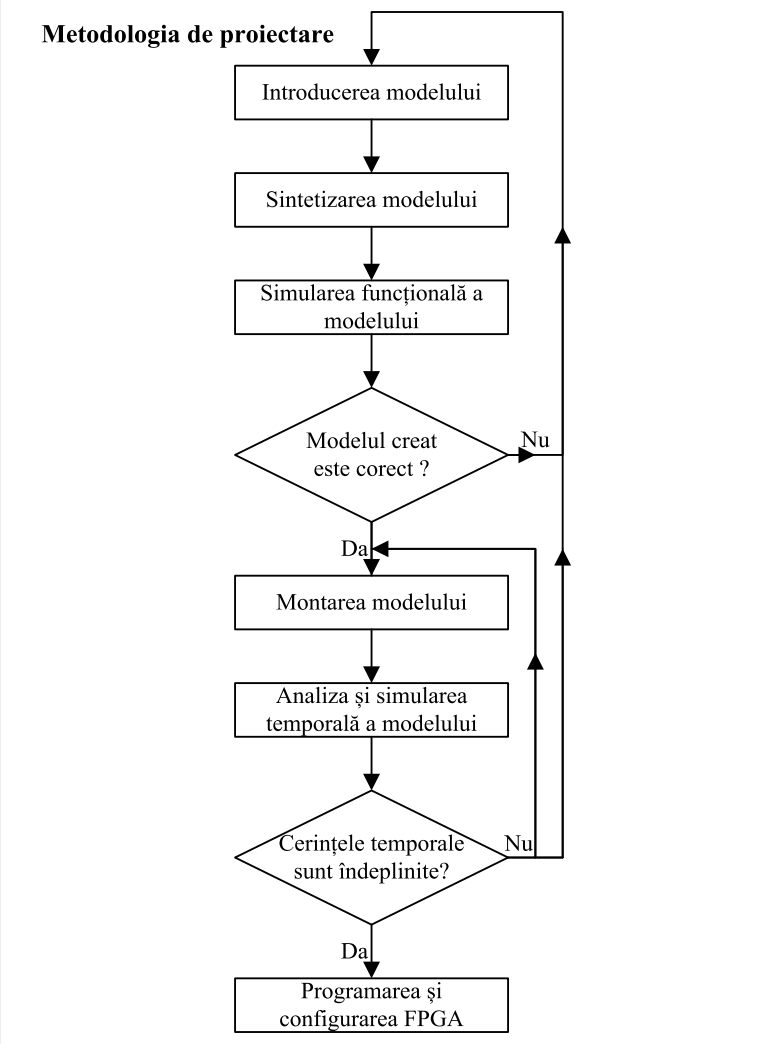 Metodologia de proiectare
Introducerea modelului
Sintetizarea modelului
Simularea funcțională a
modelului
Modelul creat
este corect ?
Nu
Da
Montarea modelului
Analiza și simularea
temporală a modelului
Cerințele temporale
sunt îndeplinite?
Nu
Da
Programarea și
configurarea FPGA